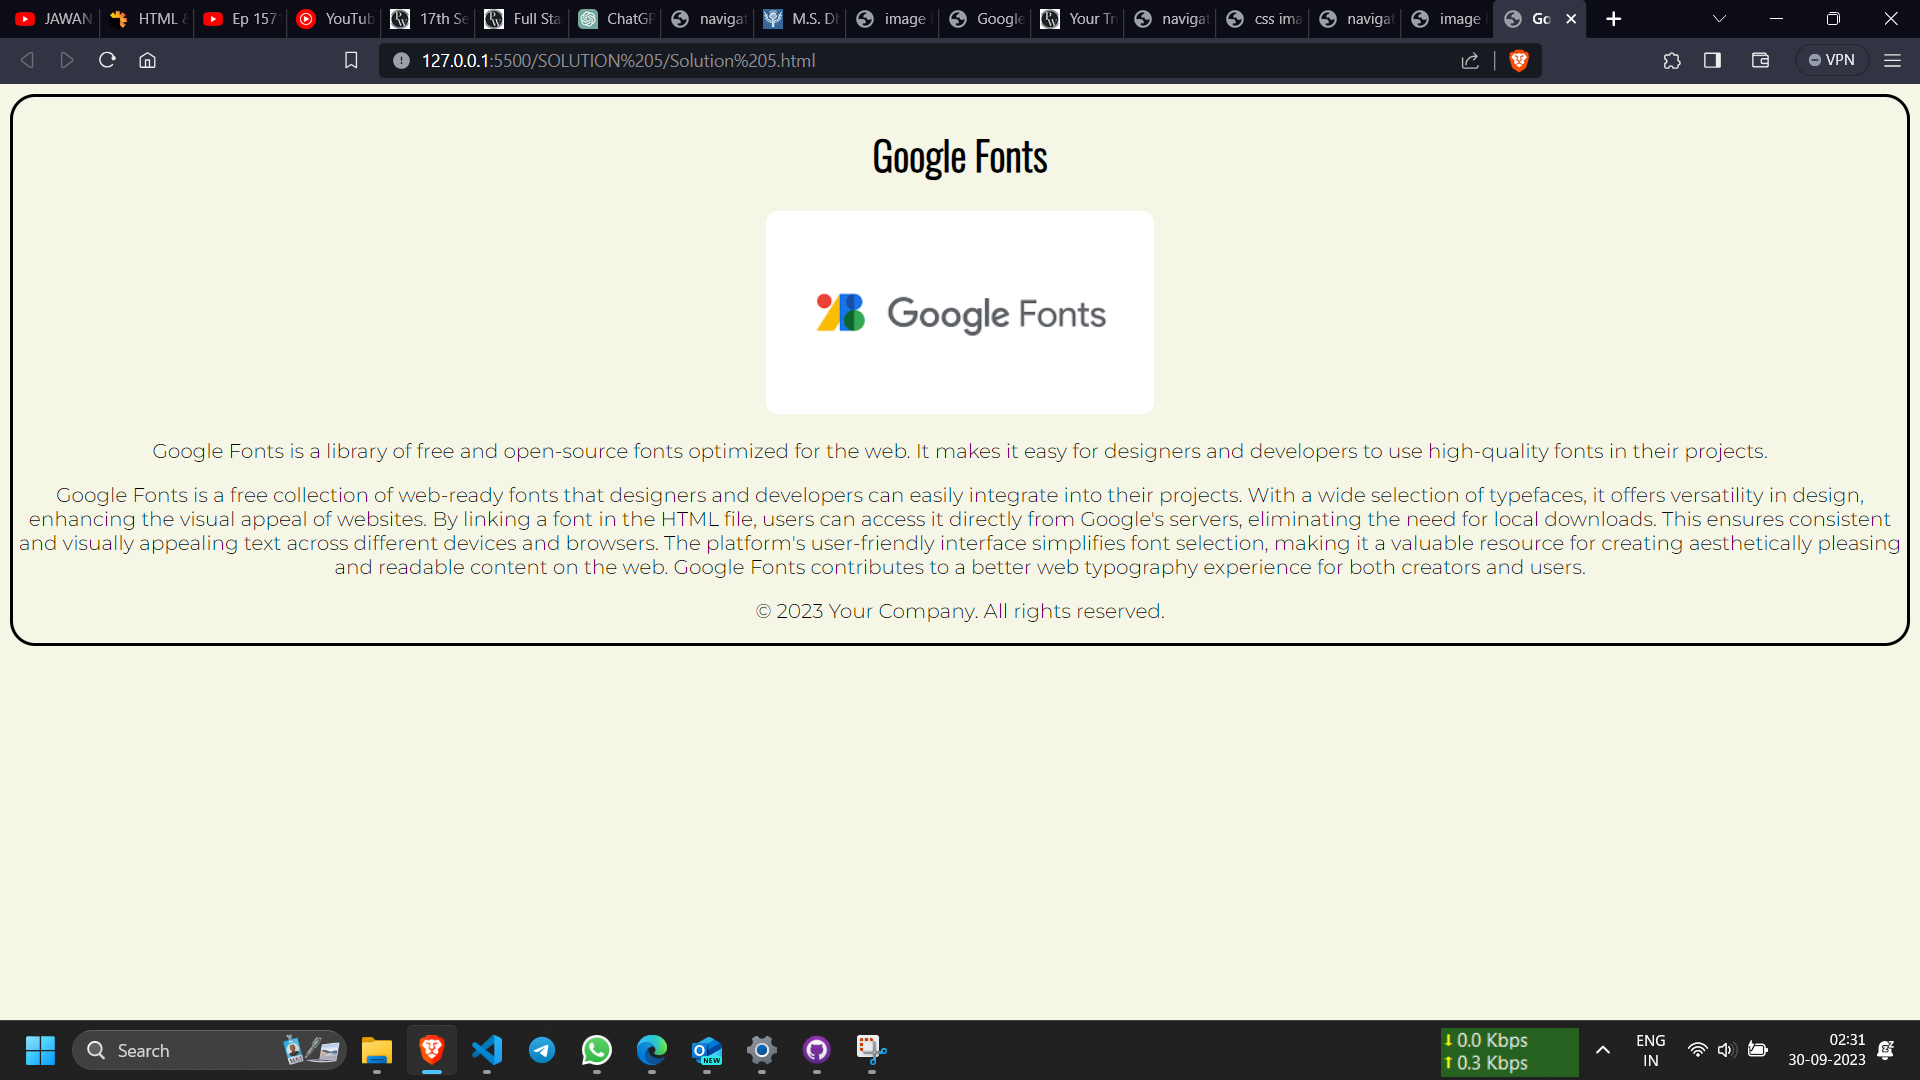 JAWAN
HTML &
Ep 157
YouTub
17th Se
Full Sta
ChatGP
navigat
M.S. Dh
image
Google
Your Tr
navigat
css ima
navigat
image
Go
127.0.0.1:5500/SOLUTION%205/Solution%205.html
VPN
Google Fonts
Google Fonts
Google Fonts is a library of free and open-source fonts optimized for the web. It makes it easy for designers and developers to use high-quality fonts in their projects.
Google Fonts is a free collection of web-ready fonts that designers and developers can easily integrate into their projects. With a wide selection of typefaces, it offers versatility in design,
enhancing the visual appeal of websites. By linking a font in the HTML file, users can access it directly from Google's servers, eliminating the need for local downloads. This ensures consistent
and visually appealing text across different devices and browsers. The platform's user-friendly interface simplifies font selection, making it a valuable resource for creating aesthetically pleasing
and readable content on the web. Google Fonts contributes to a better web typography experience for both creators and users.
© 2023 Your Company. All rights reserved.
Search
NEW
0.0 Kbps
0.3 Kbps
ENG
IN
02:31
30-09-2023